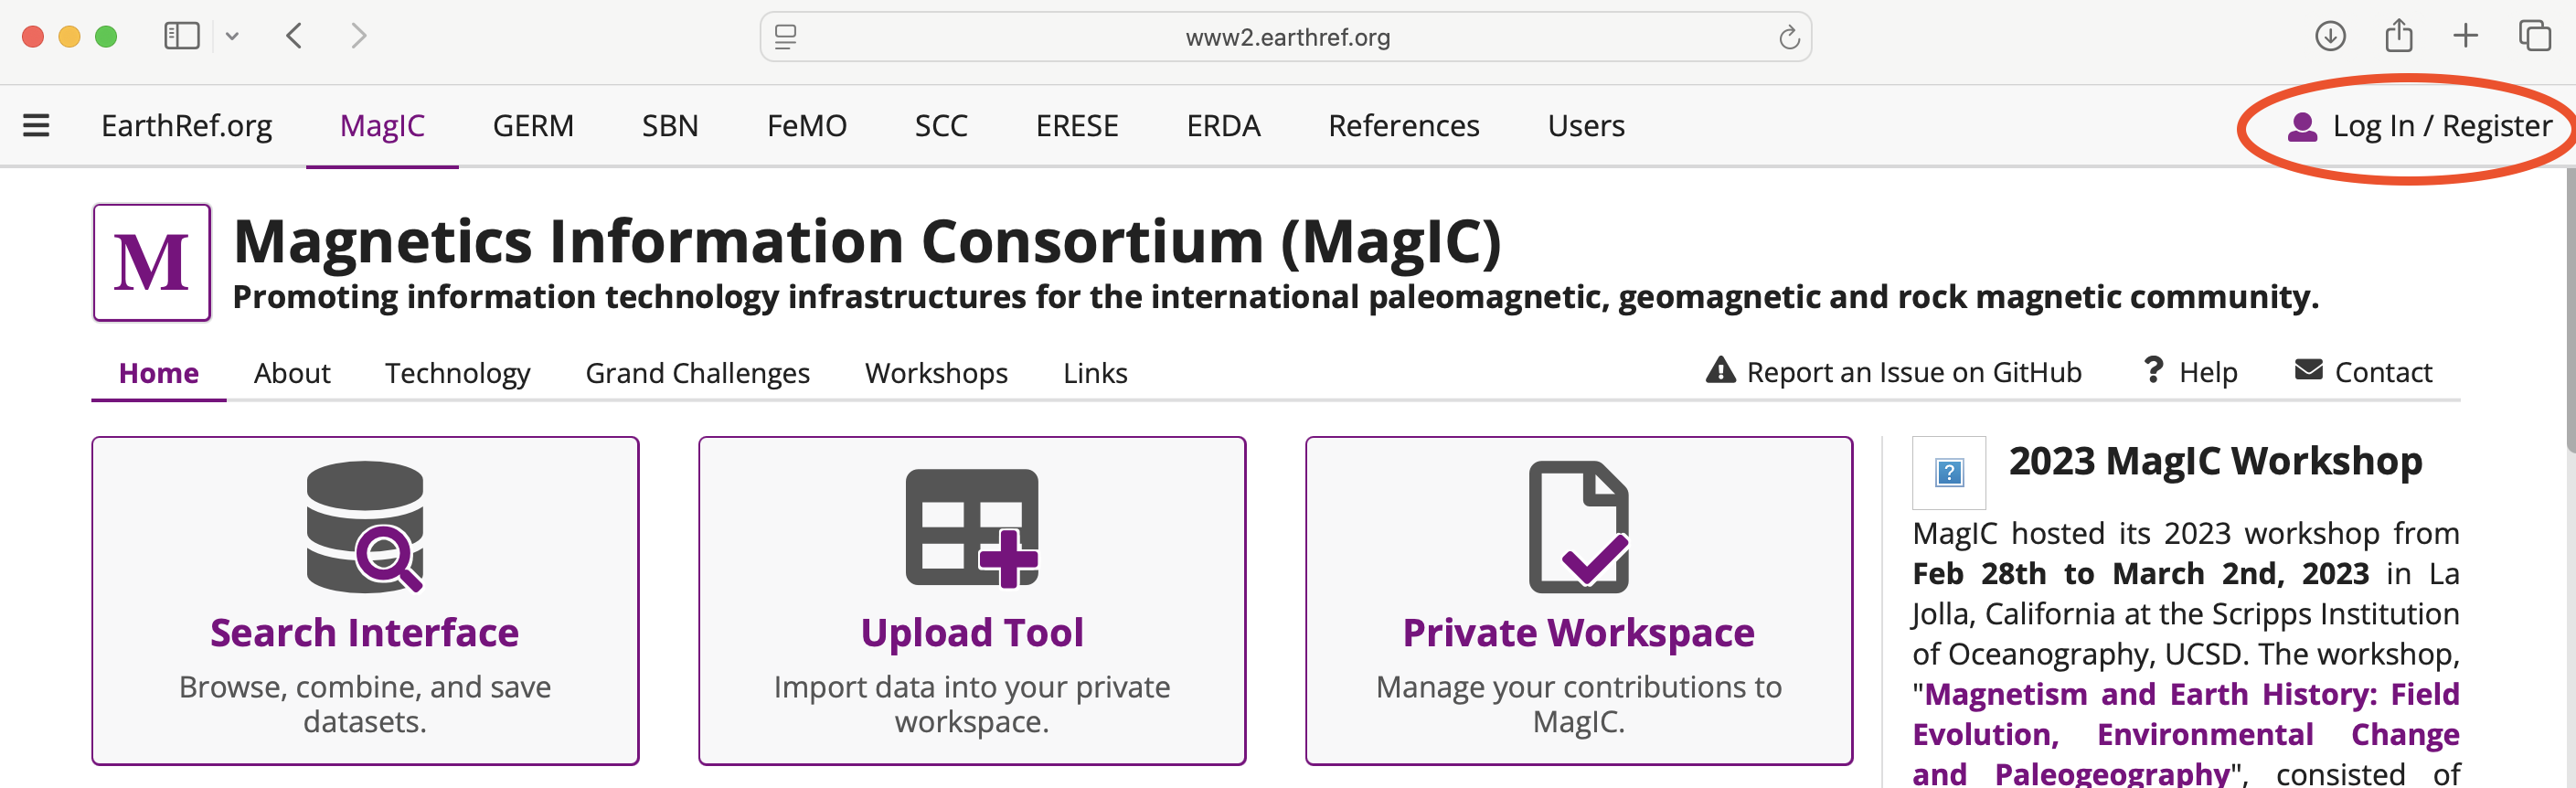 www2.earthref.org
EarthRef.org MagIC GERM SBN FeMO SCC ERESE ERDA References Users Log In / Register
M
Magnetics Information Consortium (MagIC)
Promoting information technology infrastructures for the international paleomagnetic, geomagnetic and rock magnetic community.
Home About Technology Grand Challenges Workshops Links Report an Issue on GitHub ? Help Contact
Search Interface
Browse, combine, and save
datasets.
Upload Tool
Import data into your private
workspace.
Private Workspace
Manage your contributions to
MagIC.
?
2023 MagIC Workshop
MagIC hosted its 2023 workshop from
Feb 28th to March 2nd, 2023 in La
Jolla, California at the Scripps Institution
of Oceanography, UCSD. The workshop,
"Magnetism and Earth History: Field
Evolution, Environmental Change
and Paleogeography", consisted of